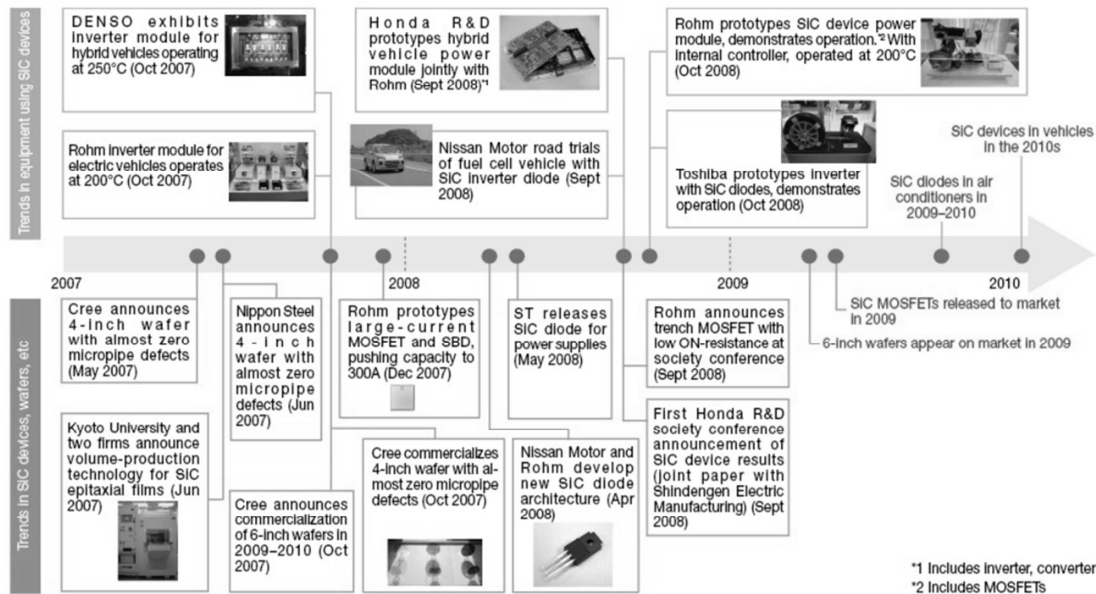 Trends in equipment using SiC devices
DENSO exhibits
inverter module for
hybrid vehicles operating
at 250°C (Oct 2007)
Rohm inverter module for
electric vehicles operates
at 200°C (Oct 2007)
Honda R&D
prototypes hybrid
vehicle power
module jointly with
Rohm (Sept 2008)*1
Nissan Motor road trials
of fuel cell vehicle with
SiC inverter diode (Sept
2008)
Rohm prototypes SiC device power
module, demonstrates operation.*2 With
internal controller, operated at 200°C
(Oct 2008)
Toshiba prototypes inverter
with SiC diodes, demonstrates
operation (Oct 2008)
SiC devices in vehicles
in the 2010s
SiC diodes in air
conditioners in
2009–2010
2007
2008
2009
2010
Trends in SiC devices, wafers, etc
Cree announces
4-inch wafer
with almost zero
micropipe defects
(May 2007)
Kyoto University and
two firms announce
volume-production
technology for SiC
epitaxial films (Jun
2007)
Nippon Steel
announces
4-inch
wafer with
almost zero
micropipe
defects (Jun
2007)
Cree announces
commercialization
of 6-inch wafers in
2009–2010 (Oct
2007)
Rohm prototypes
large-current
MOSFET and SBD,
pushing capacity to
300A (Dec 2007)
Cree commercializes
4-inch wafer with al-
most zero micropipe
defects (Oct 2007)
ST releases
SiC diode for
power supplies
(May 2008)
Nissan Motor and
Rohm develop
new SiC diode
architecture (Apr
2008)
Rohm announces
trench MOSFET with
low ON-resistance at
society conference
(Sept 2008)
First Honda R&D
society conference
announcement of
SiC device results
(joint paper with
Shindengen Electric
Manufacturing) (Sept
2008)
SiC MOSFETs released to market
in 2009
6-inch wafers appear on market in 2009
*1 Includes inverter, converter
*2 Includes MOSFETs